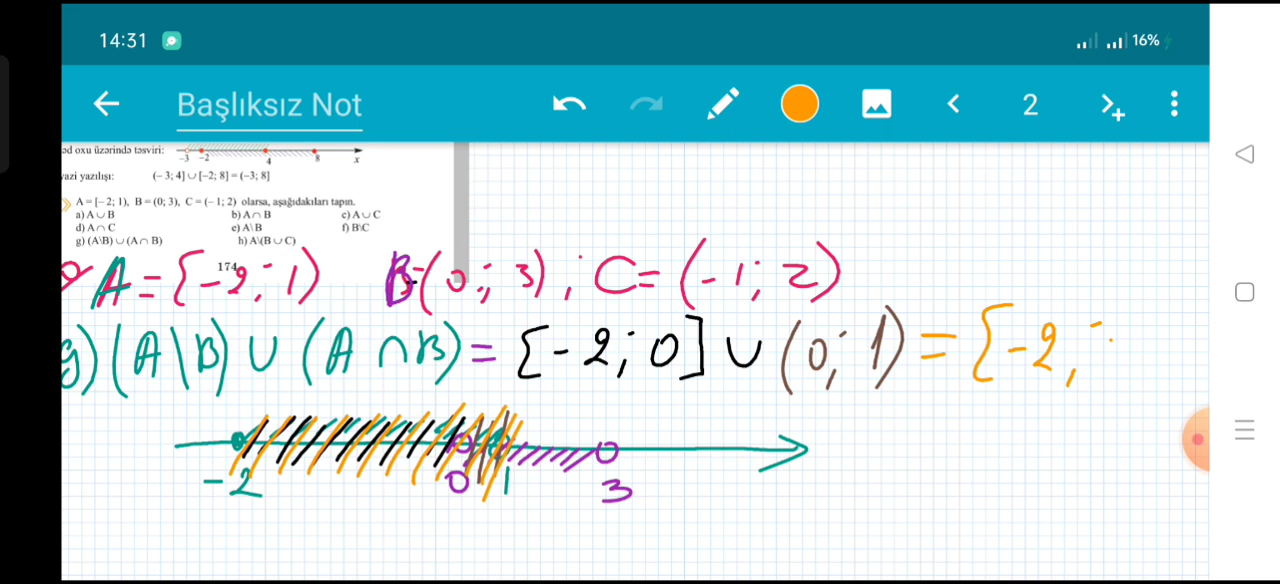 14:31 16%
Başlıksız Not 2
əd oxu üzərində təsviri: -3 -2 4 8 x
yazi yazılışı: (-3; 4]∪[-2; 8]=(-3; 8]
A=[-2; 1), B=(0; 3), C=(-1; 2) olarsa, aşağıdakıları tapın.
a) A∪B b) A∩B c) A∪C
d) A∩C e) A\B f) B\C
g) (A\B)∪(A∩B) h) A\(B∪C)
174
A=[-2;1) B=(0;3); C=(-1;2)
g)(A\B)∪(A∩B)=[-2;0]∪(0;1)=[-2;
-2 0 1 3